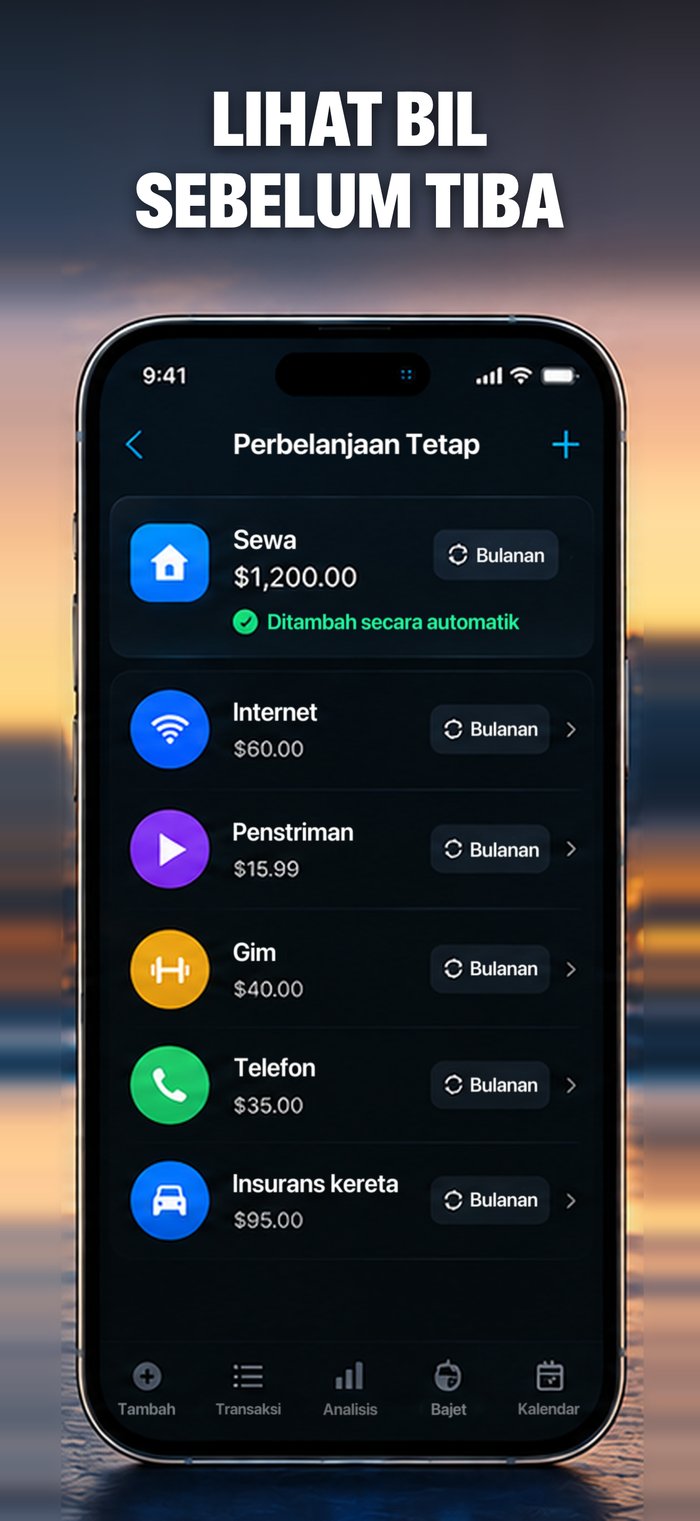 LIHAT BIL
SEBELUM TIBA
9:41
Perbelanjaan Tetap
Sewa
$1,200.00
Bulanan
Ditambah secara automatik
Internet
$60.00
Bulanan
Penstriman
$15.99
Bulanan
Gim
$40.00
Bulanan
Telefon
$35.00
Bulanan
Insurans kereta
$95.00
Bulanan
Tambah
Transaksi
Analisis
Bajet
Kalendar